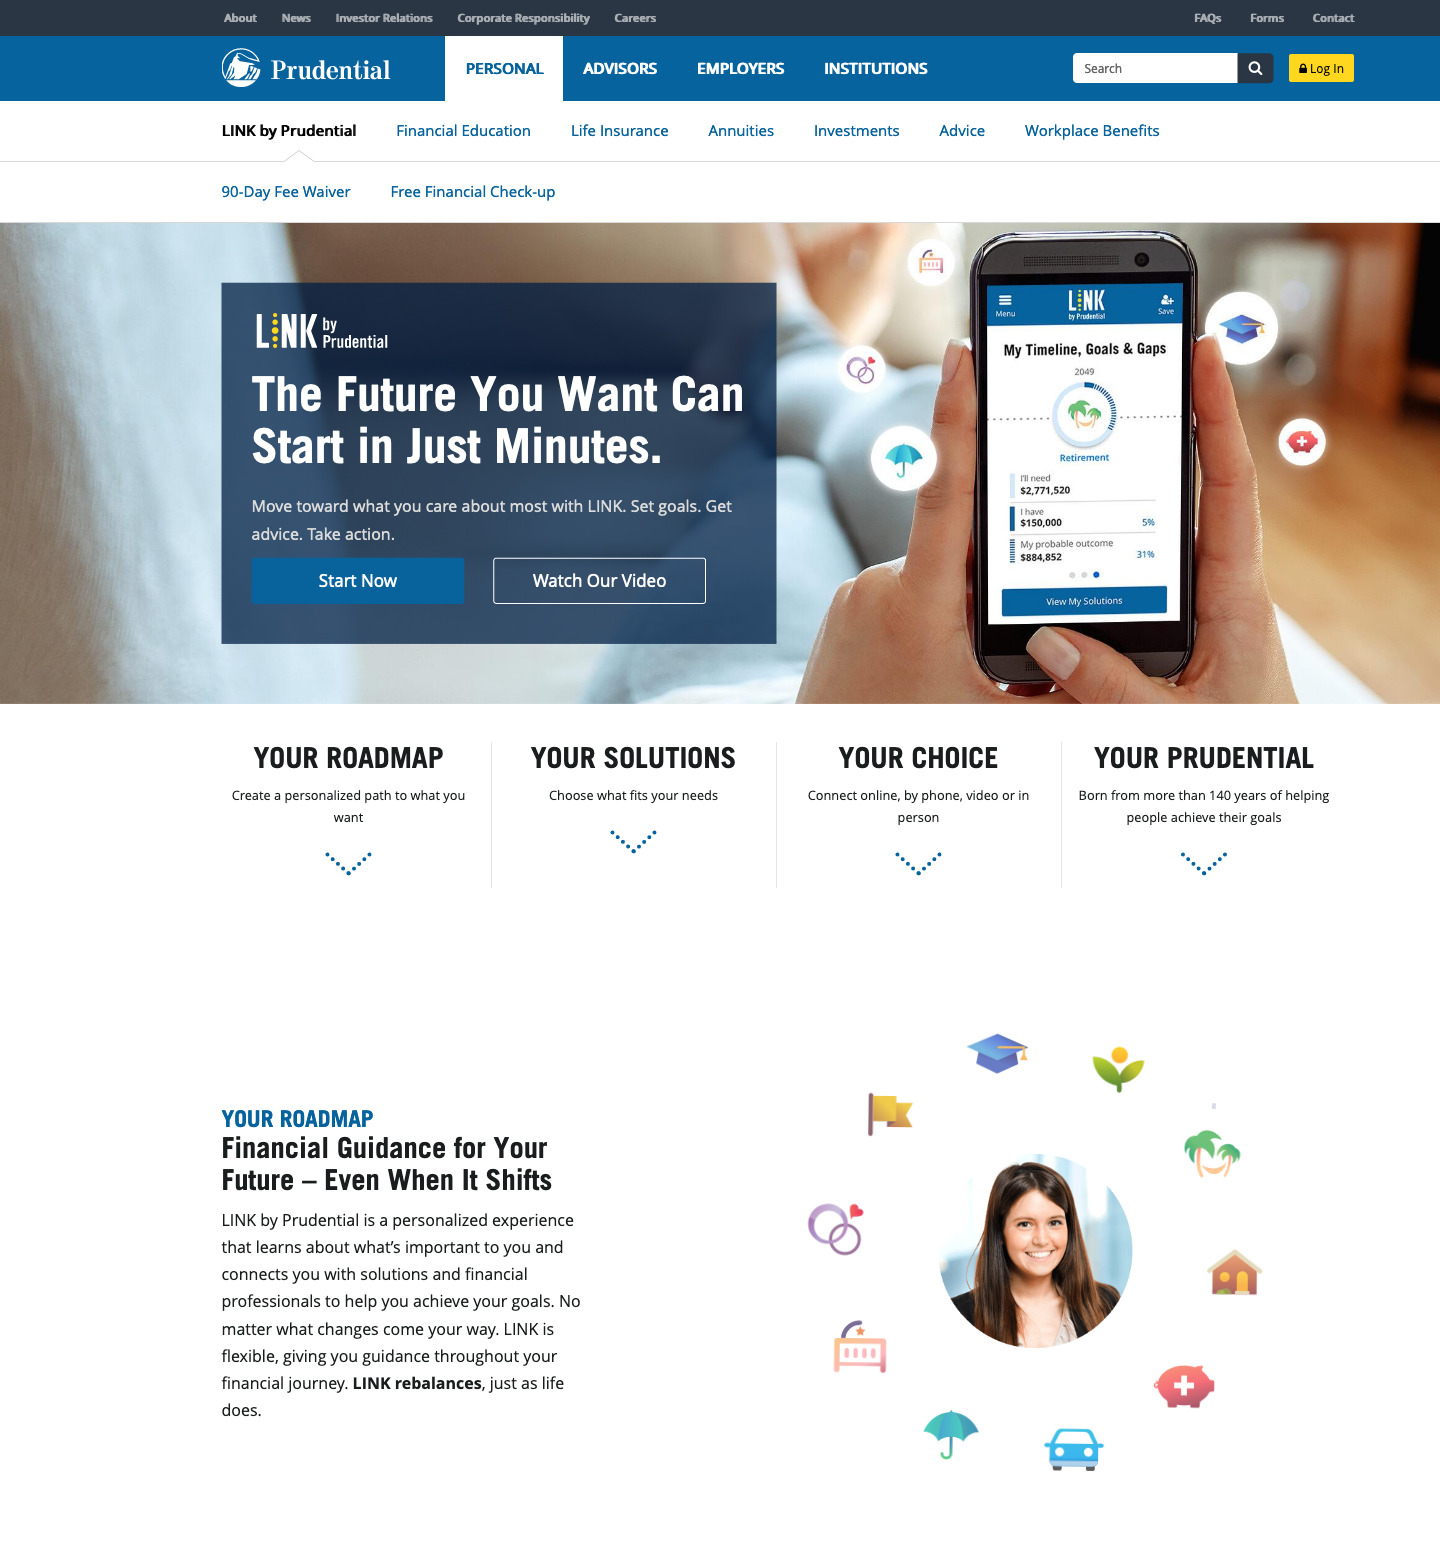 About News Investor Relations Corporate Responsibility Careers FAQs Forms Contact
Prudential PERSONAL ADVISORS EMPLOYERS INSTITUTIONS Search Log In
LINK by Prudential Financial Education Life Insurance Annuities Investments Advice Workplace Benefits
90-Day Fee Waiver Free Financial Check-up
LINK by Prudential
The Future You Want Can
Start in Just Minutes.
Move toward what you care about most with LINK. Set goals. Get
advice. Take action.
Start Now Watch Our Video
Menu LINK by Prudential Save
My Timeline, Goals & Gaps
2049
Retirement
I'll need
$2,771,520
I have
$150,000 5%
My probable outcome
$884,852 31%
View My Solutions
YOUR ROADMAP
Create a personalized path to what you
want
YOUR SOLUTIONS
Choose what fits your needs
YOUR CHOICE
Connect online, by phone, video or in
person
YOUR PRUDENTIAL
Born from more than 140 years of helping
people achieve their goals
YOUR ROADMAP
Financial Guidance for Your
Future – Even When It Shifts
LINK by Prudential is a personalized experience
that learns about what's important to you and
connects you with solutions and financial
professionals to help you achieve your goals. No
matter what changes come your way. LINK is
flexible, giving you guidance throughout your
financial journey. LINK rebalances, just as life
does.